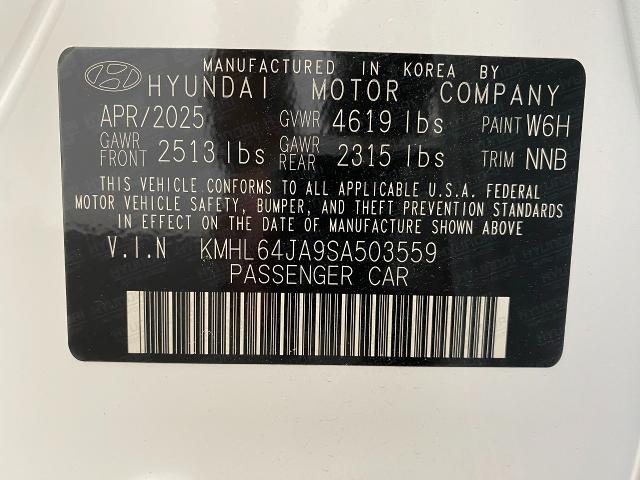 MANUFACTURED IN KOREA BY
HYUNDAI MOTOR COMPANY
APR/2025 GVWR 4619 lbs PAINT W6H
GAWR FRONT 2513 lbs GAWR REAR 2315 lbs TRIM NNB
THIS VEHICLE CONFORMS TO ALL APPLICABLE U.S.A. FEDERAL
MOTOR VEHICLE SAFETY, BUMPER, AND THEFT PREVENTION STANDARDS
IN EFFECT ON THE DATE OF MANUFACTURE SHOWN ABOVE
V.I.N KMHL64JA9SA503559
PASSENGER CAR